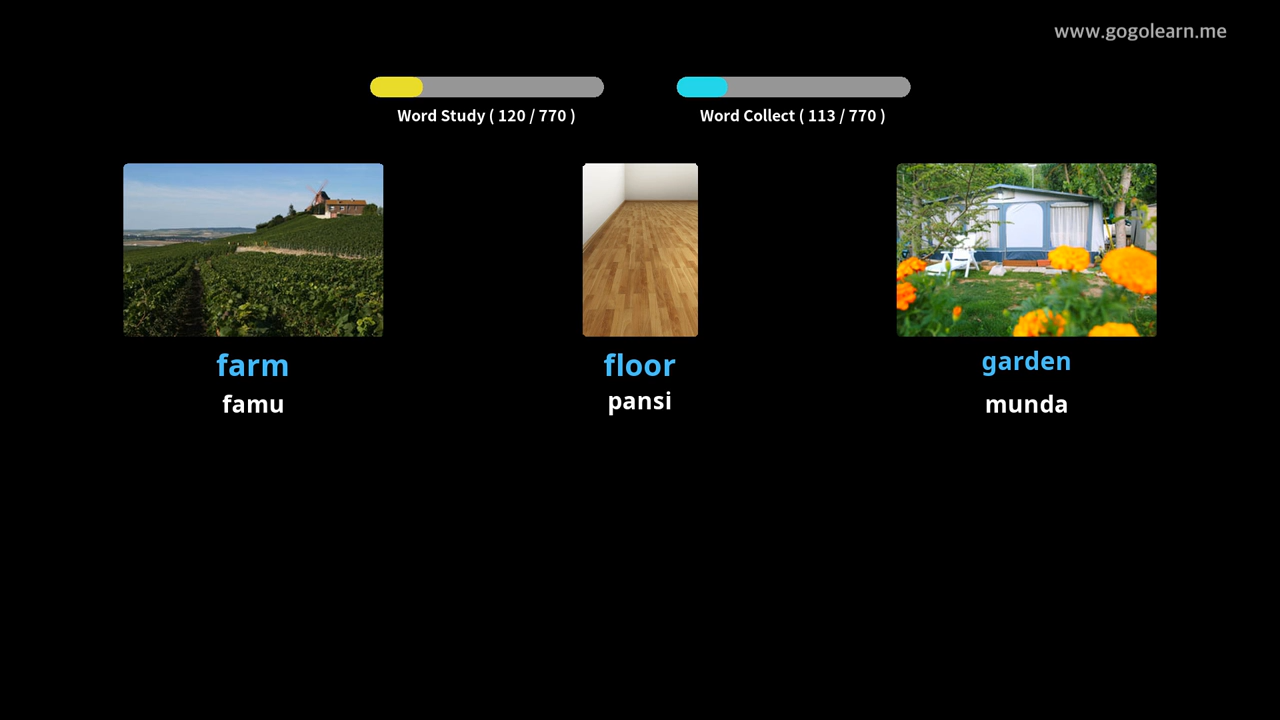 www.gogolearn.me
Word Study ( 120 / 770 )
Word Collect ( 113 / 770 )
farm
famu
floor
pansi
garden
munda